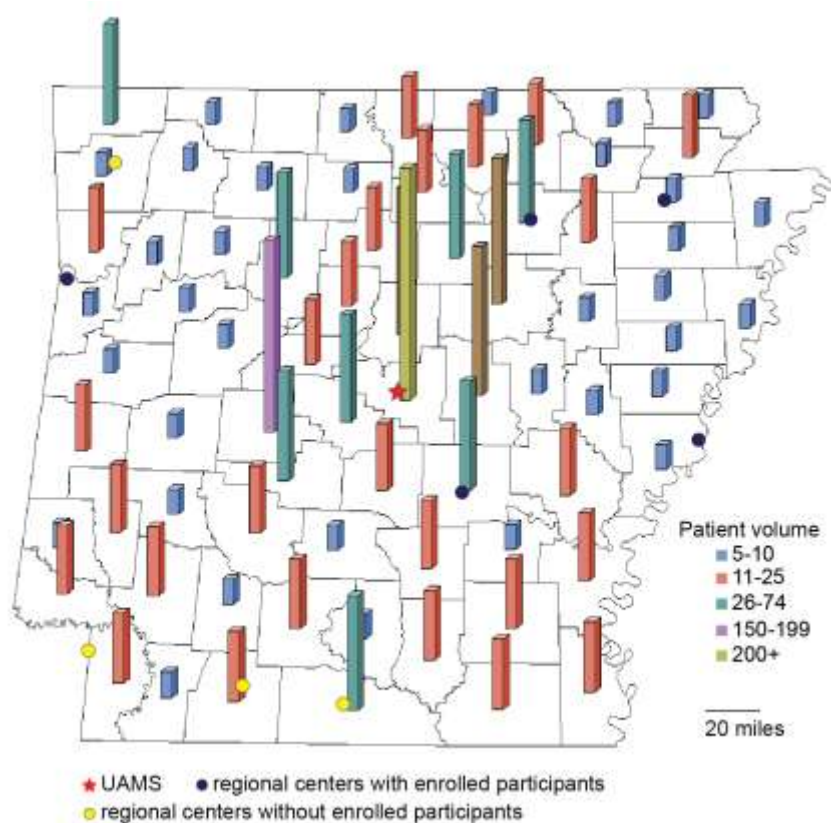 Patient volume
5-10
11-25
26-74
150-199
200+
20 miles
UAMS regional centers with enrolled participants
regional centers without enrolled participants